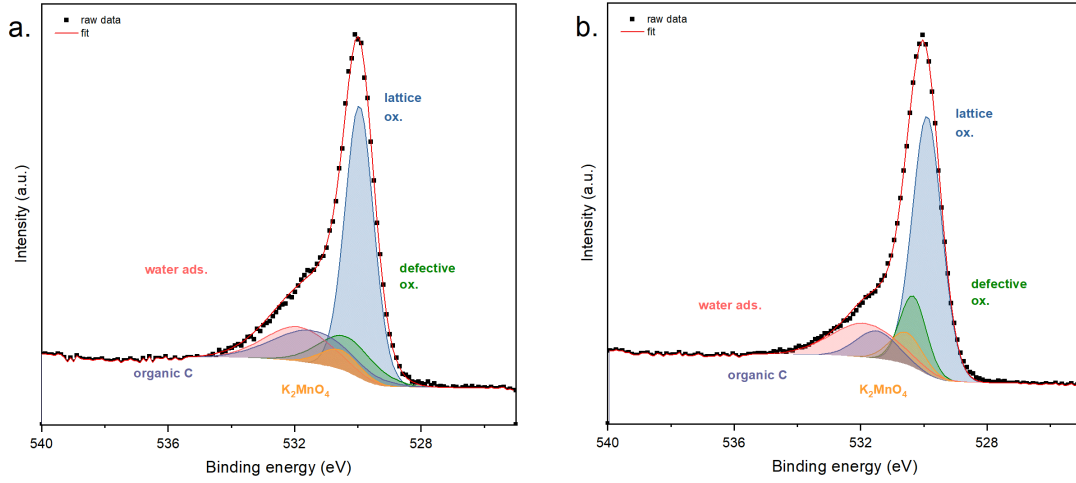 a.
raw data
fit
lattice
ox.
water ads.
defective
ox.
organic C
K₂MnO₄
Intensity (a.u.)
540
536
532
528
Binding energy (eV)
b.
raw data
fit
lattice
ox.
water ads.
defective
ox.
organic C
K₂MnO₄
Intensity (a.u.)
540
536
532
528
Binding energy (eV)